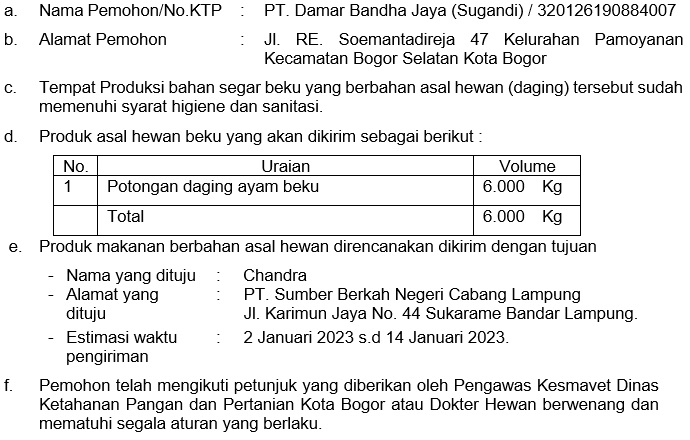 a. Nama Pemohon/No.KTP : PT. Damar Bandha Jaya (Sugandi) / 320126190884007
b. Alamat Pemohon : Jl. RE. Soemantadireja 47 Kelurahan Pamoyanan
Kecamatan Bogor Selatan Kota Bogor
c. Tempat Produksi bahan segar beku yang berbahan asal hewan (daging) tersebut sudah
memenuhi syarat higiene dan sanitasi.
d. Produk asal hewan beku yang akan dikirim sebagai berikut :
No. Uraian Volume
1 Potongan daging ayam beku 6.000 Kg
Total 6.000 Kg
e. Produk makanan berbahan asal hewan direncanakan dikirim dengan tujuan
- Nama yang dituju : Chandra
- Alamat yang : PT. Sumber Berkah Negeri Cabang Lampung
dituju Jl. Karimun Jaya No. 44 Sukarame Bandar Lampung.
- Estimasi waktu : 2 Januari 2023 s.d 14 Januari 2023.
pengiriman
f. Pemohon telah mengikuti petunjuk yang diberikan oleh Pengawas Kesmavet Dinas
Ketahanan Pangan dan Pertanian Kota Bogor atau Dokter Hewan berwenang dan
mematuhi segala aturan yang berlaku.